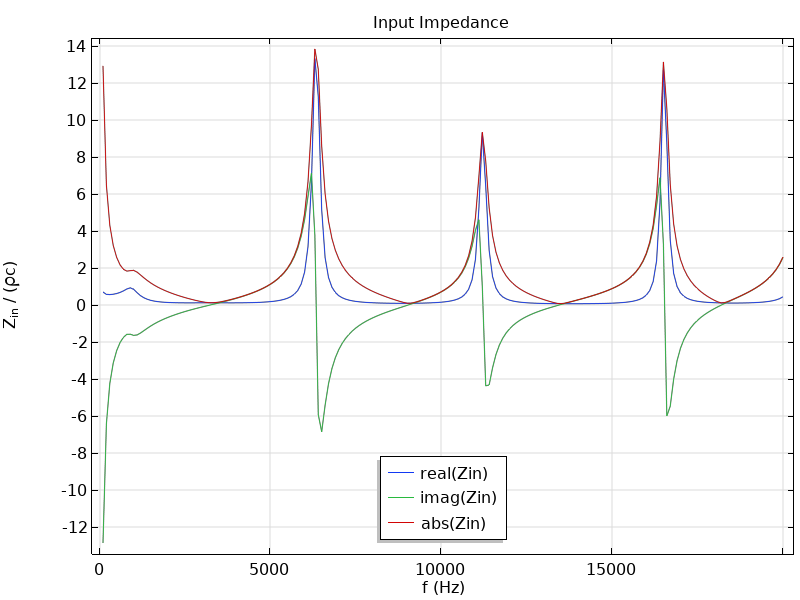 Input Impedance
Z_in / (ρc)
14
12
10
8
6
4
2
0
-2
-4
-6
-8
-10
-12
real(Zin)
imag(Zin)
abs(Zin)
0 5000 10000 15000
f (Hz)